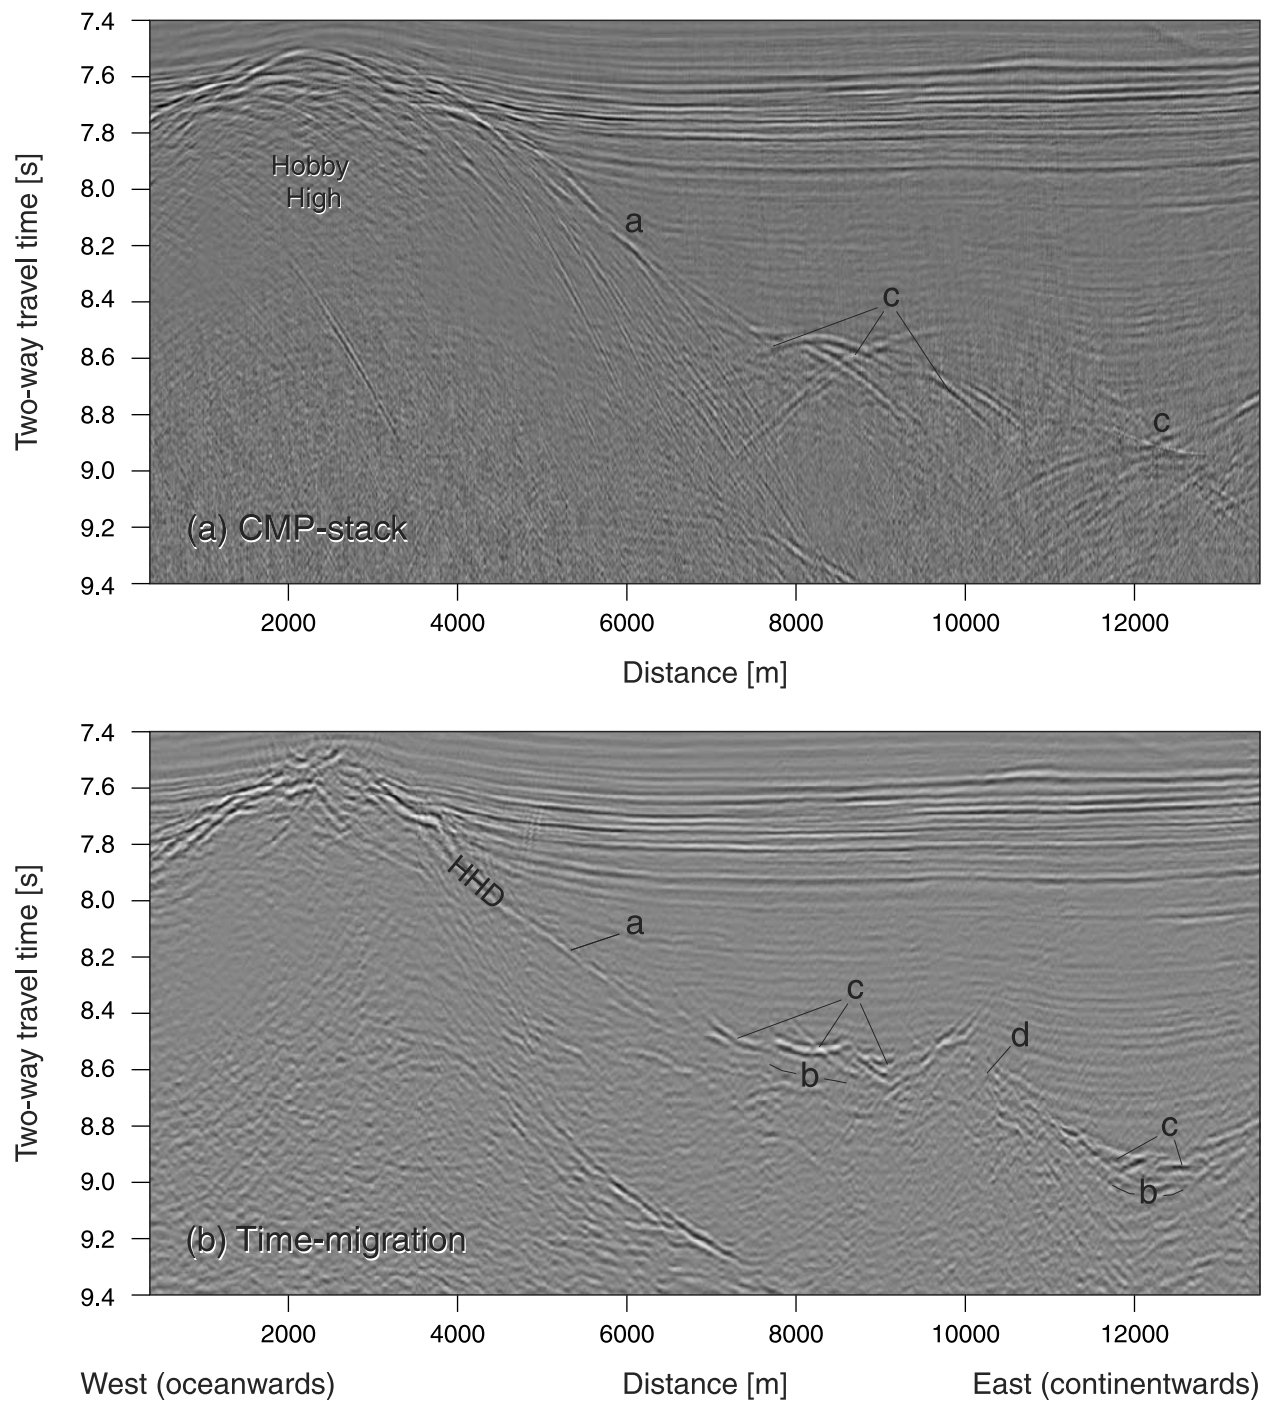 7.4
7.6
7.8
8.0
8.2
8.4
8.6
8.8
9.0
9.2
9.4
Two-way travel time [s]
Hobby
High
a
c
c
(a) CMP-stack
2000 4000 6000 8000 10000 12000
Distance [m]
7.4
7.6
7.8
8.0
8.2
8.4
8.6
8.8
9.0
9.2
9.4
Two-way travel time [s]
HHD
a
c
b
d
c
b
(b) Time-migration
2000 4000 6000 8000 10000 12000
West (oceanwards) Distance [m] East (continentwards)